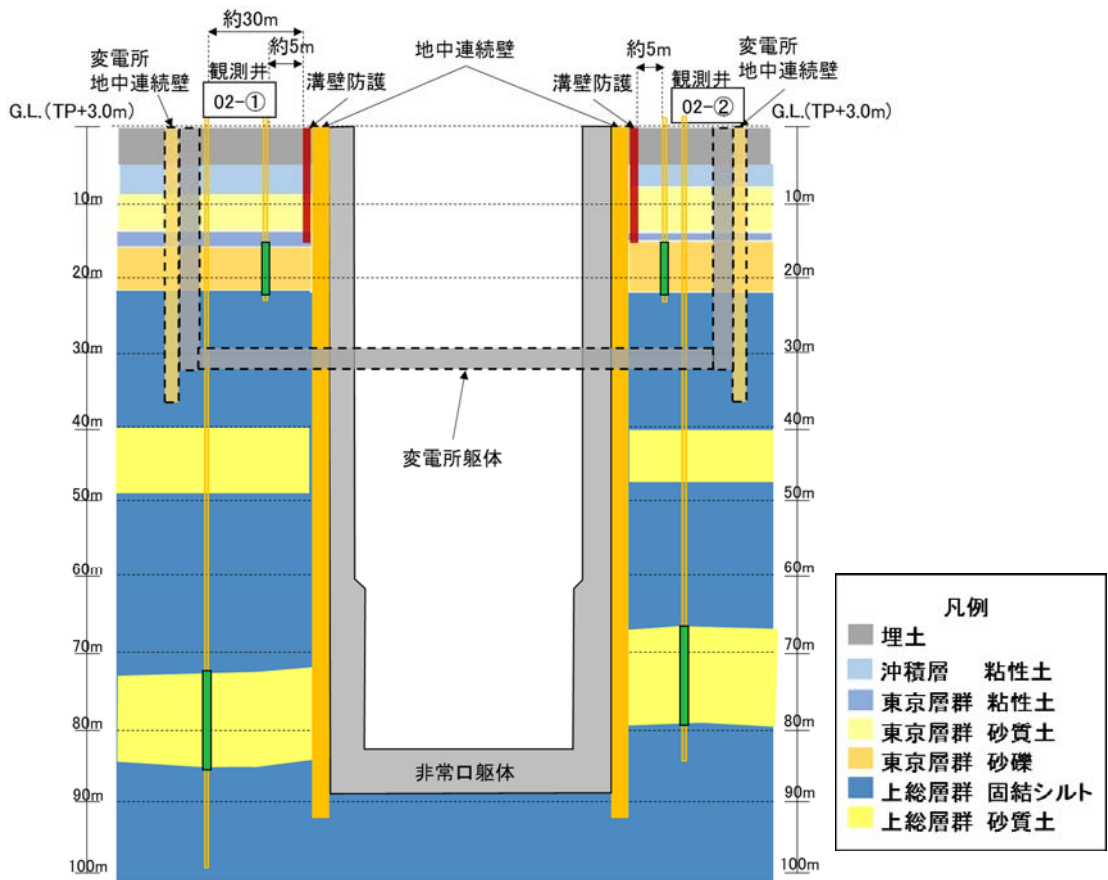 約30m
約5m
変電所
地中連続壁
観測井
02-①
溝壁防護
地中連続壁
溝壁防護
約5m
観測井
02-②
変電所
地中連続壁
G.L.(TP+3.0m)
G.L.(TP+3.0m)
10m
10m
20m
20m
30m
30m
40m
40m
変電所躯体
50m
50m
60m
60m
70m
70m
80m
80m
非常口躯体
90m
90m
100m
100m
凡例
埋土
沖積層 粘性土
東京層群 粘性土
東京層群 砂質土
東京層群 砂礫
上総層群 固結シルト
上総層群 砂質土